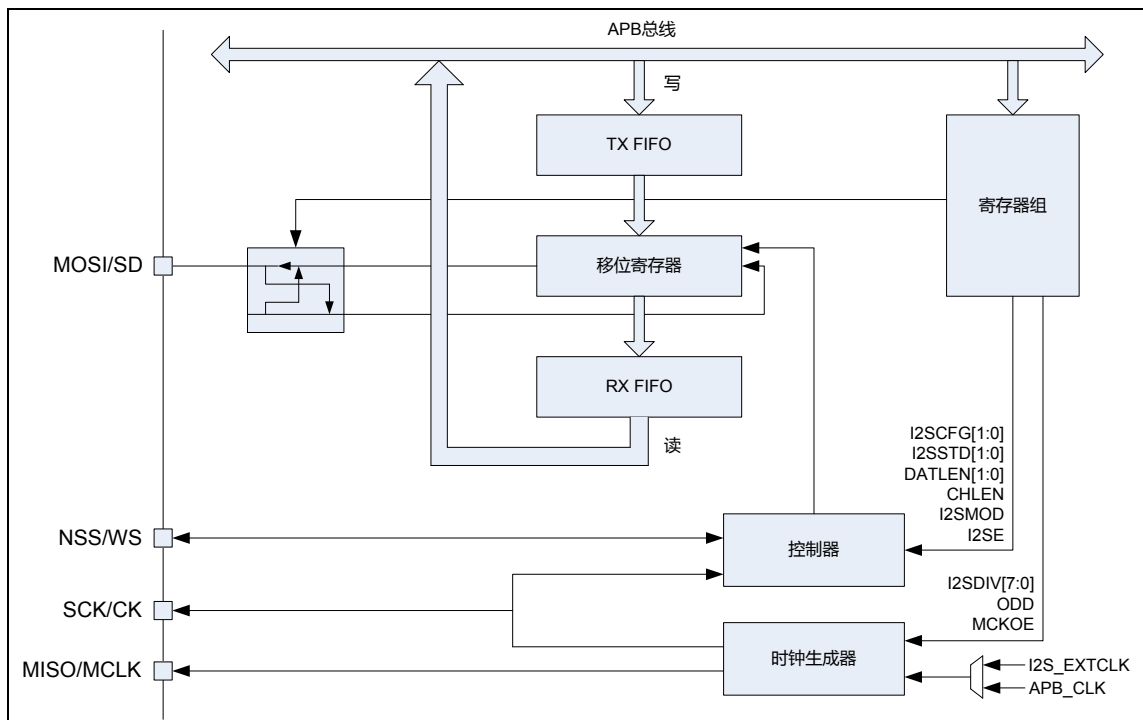 APB总线
写
TX FIFO
寄存器组
MOSI/SD
移位寄存器
RX FIFO
读
I2SCFG[1:0]
I2SSTD[1:0]
DATLEN[1:0]
CHLEN
I2SMOD
I2SE
NSS/WS
控制器
I2SDIV[7:0]
ODD
MCKOE
SCK/CK
时钟生成器
MISO/MCLK
I2S_EXTCLK
APB_CLK